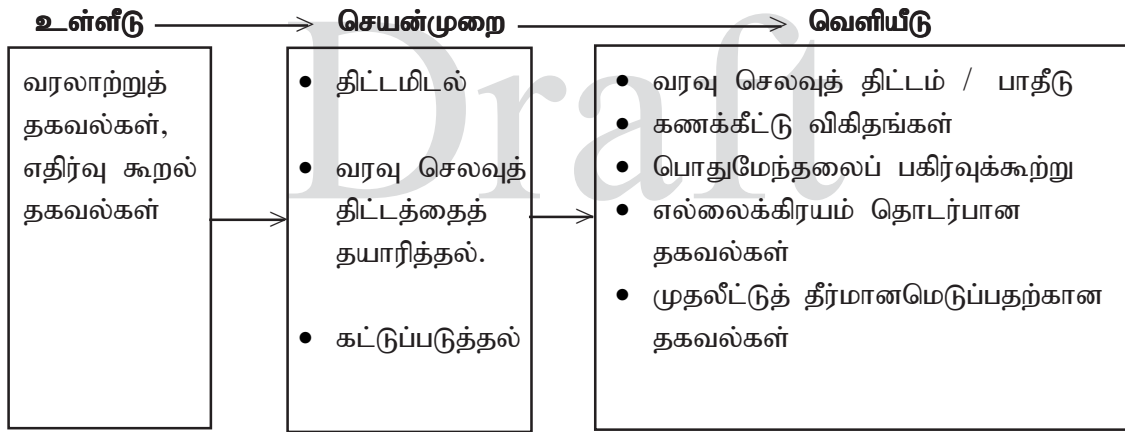 உள்ளீடு செயன்முறை வெளியீடு
வரலாற்றுத்
தகவல்கள்,
எதிர்வு கூறல்
தகவல்கள்
• திட்டமிடல்
• வரவு செலவுத்
திட்டத்தைத்
தயாரித்தல்.
• கட்டுப்படுத்தல்
• வரவு செலவுத் திட்டம் / பாதீடு
• கணக்கீட்டு விகிதங்கள்
• பொதுமேந்தலைப் பகிர்வுக்கூற்று
• எல்லைக்கிரயம் தொடர்பான
தகவல்கள்
• முதலீட்டுத் தீர்மானமெடுப்பதற்கான
தகவல்கள்
Draft